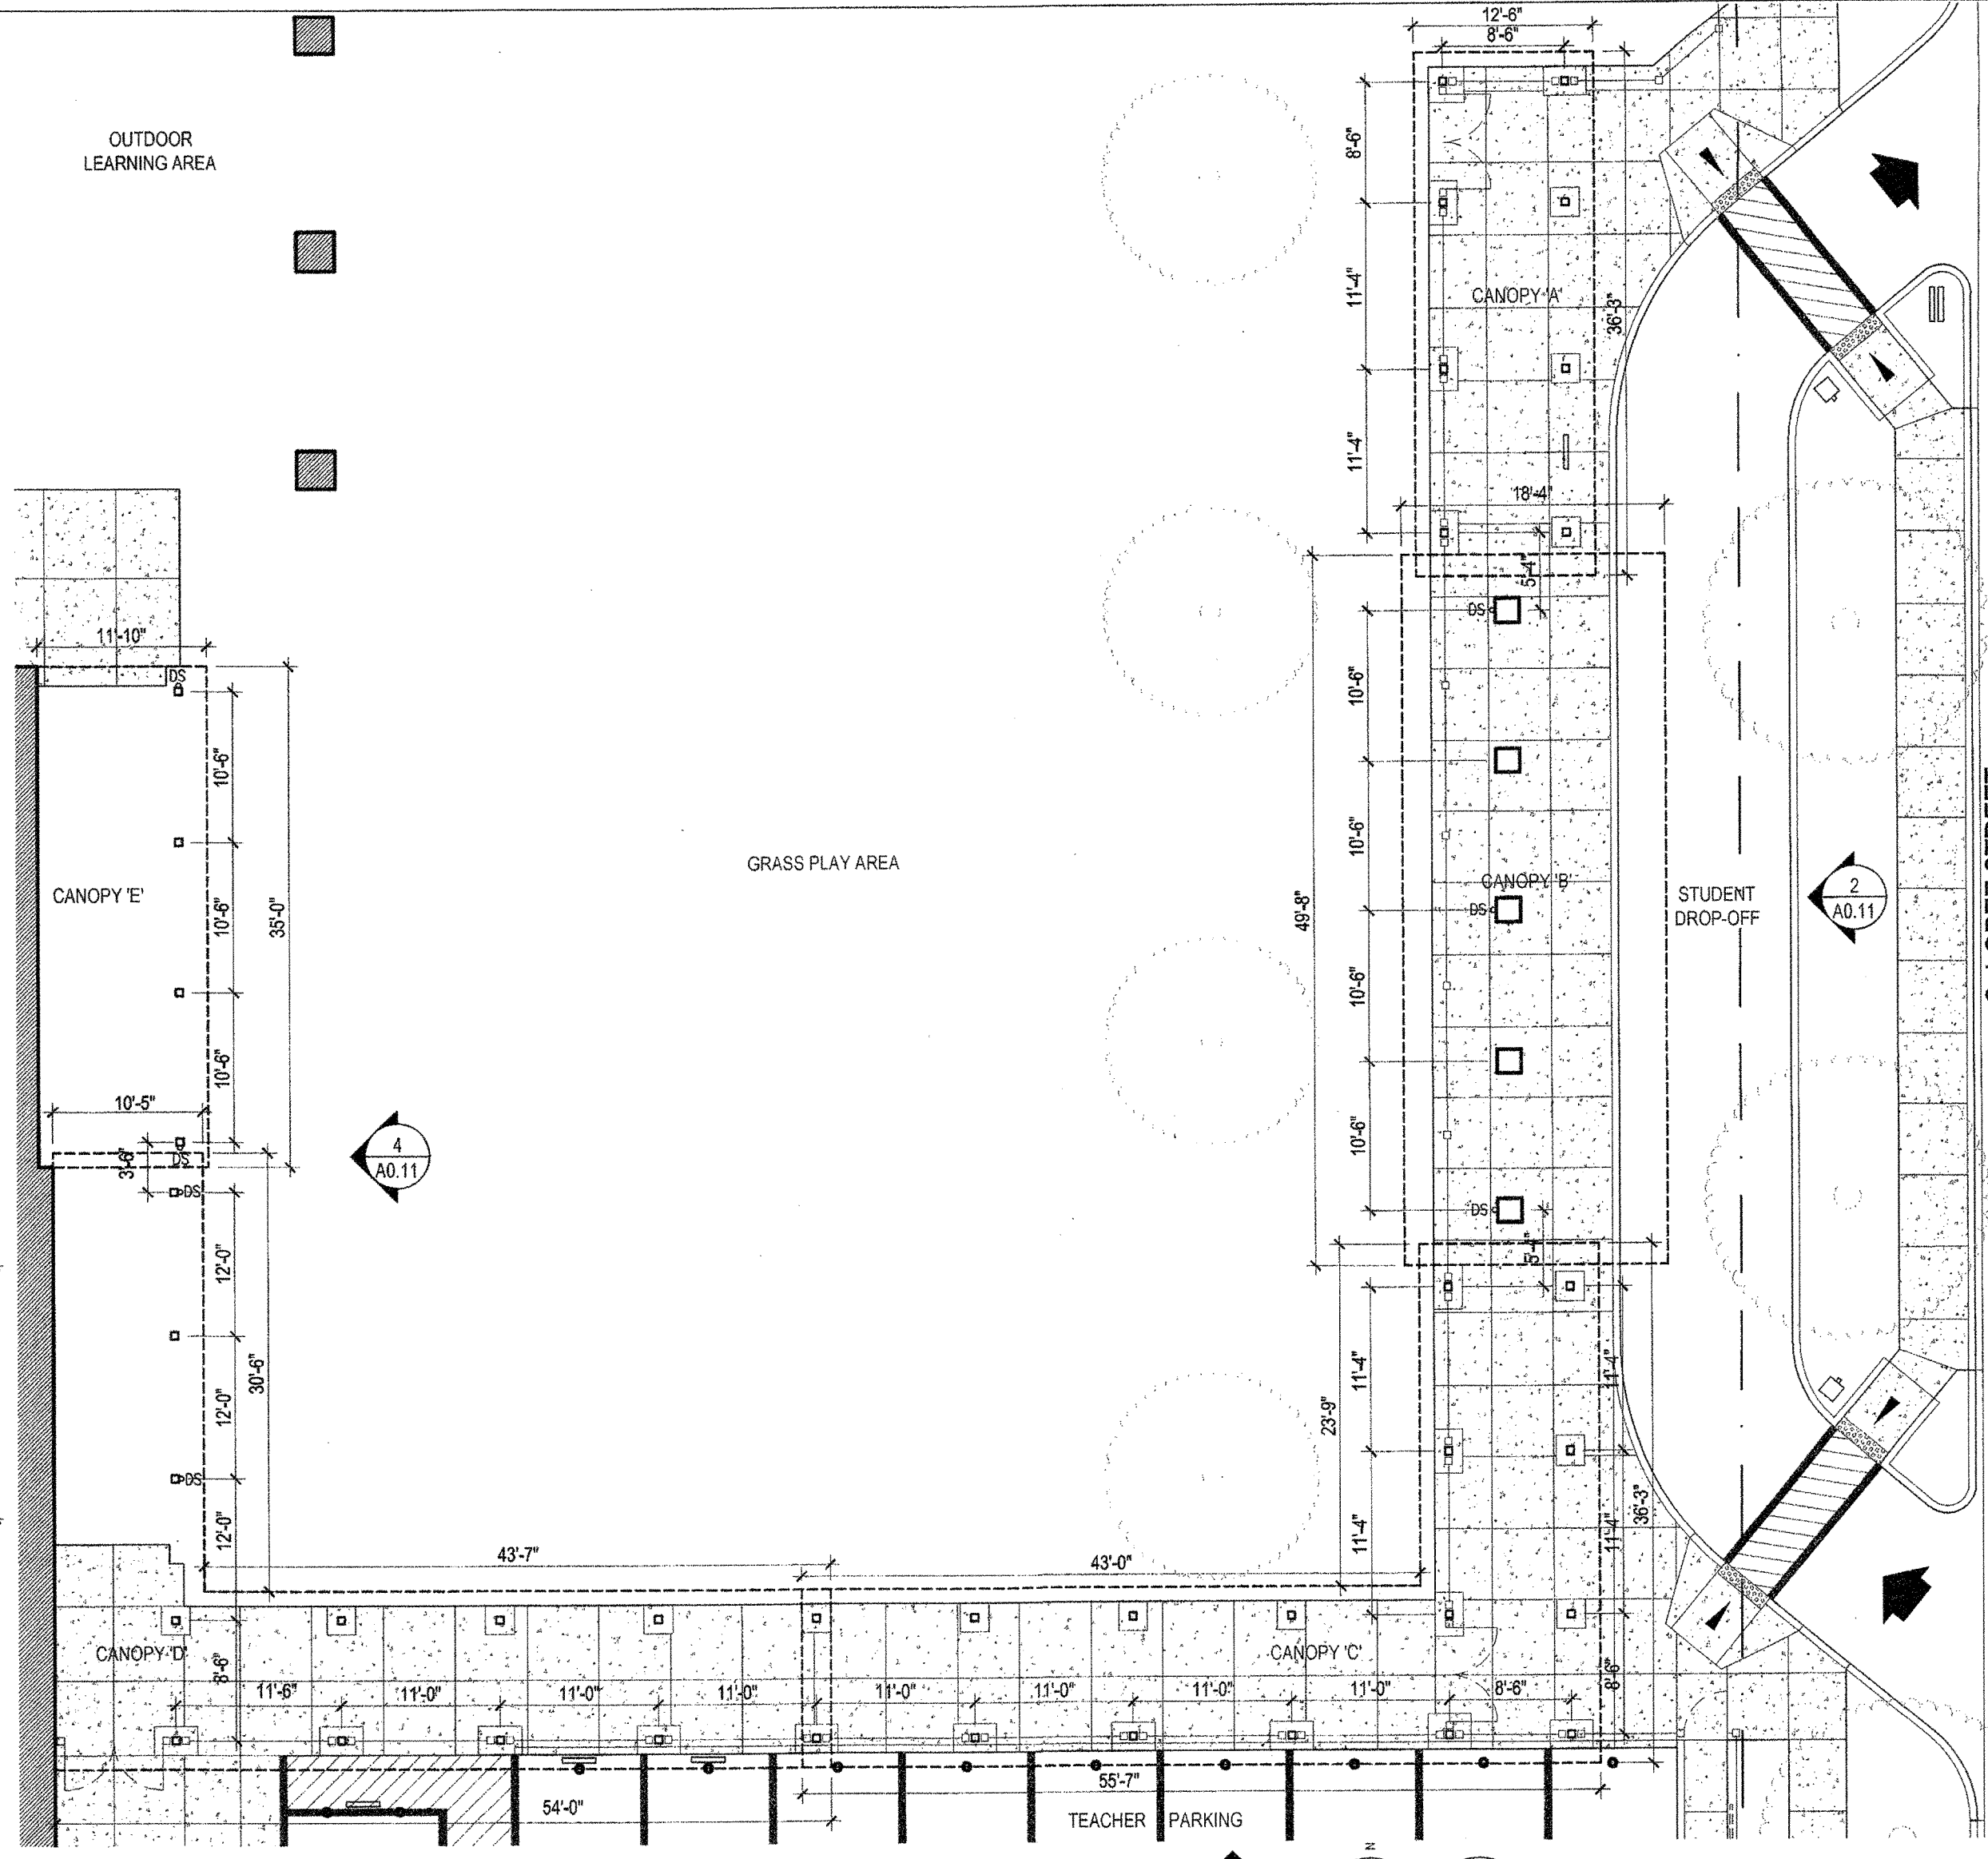 12'-6"
8'-6"
OUTDOOR
LEARNING AREA
8'-6"
11'-4"
CANOPY 'A'
36'-3"
11'-4"
18'-4"
5'-4"
DS
11'-10"
DS
10'-6"
10'-6"
10'-6"
GRASS PLAY AREA
CANOPY 'B'
CANOPY 'E'
STUDENT
DROP-OFF
2
A0.11
DS
10'-6"
35'-0"
49'-8"
10'-6"
10'-6"
10'-5"
10'-6"
4
A0.11
3'-6"
DS
DS
DS
5'-4"
12'-0"
30'-6"
11'-4"
11'-4"
23'-9"
12'-0"
DS
36'-3"
12'-0"
11'-4"
11'-4"
43'-7"
43'-0"
CANOPY 'D'
CANOPY 'C'
8'-6"
11'-6"
11'-0"
11'-0"
11'-0"
11'-0"
11'-0"
11'-0"
11'-0"
8'-6"
8'-6"
54'-0"
55'-7"
TEACHER PARKING
N